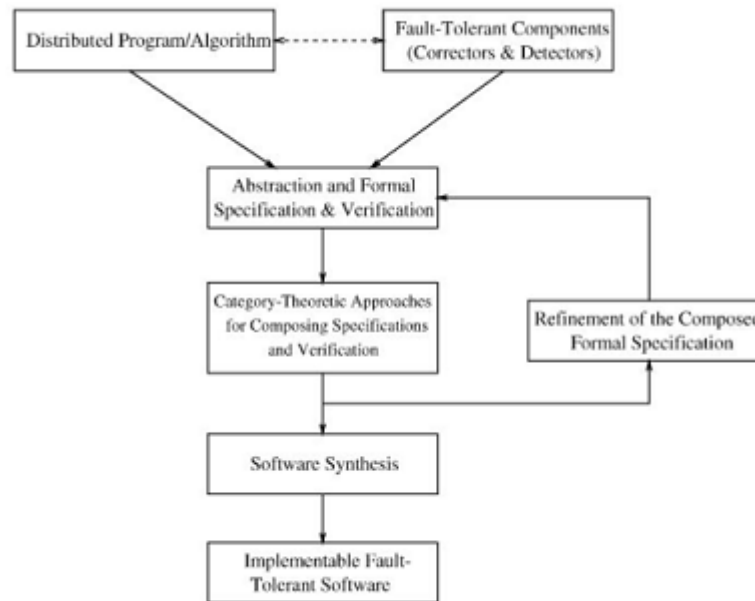 Distributed Program/Algorithm
Fault-Tolerant Components
(Correctors & Detectors)
Abstraction and Formal
Specification & Verification
Category-Theoretic Approaches
for Composing Specifications
and Verification
Refinement of the Composed
Formal Specification
Software Synthesis
Implementable Fault-
Tolerant Software